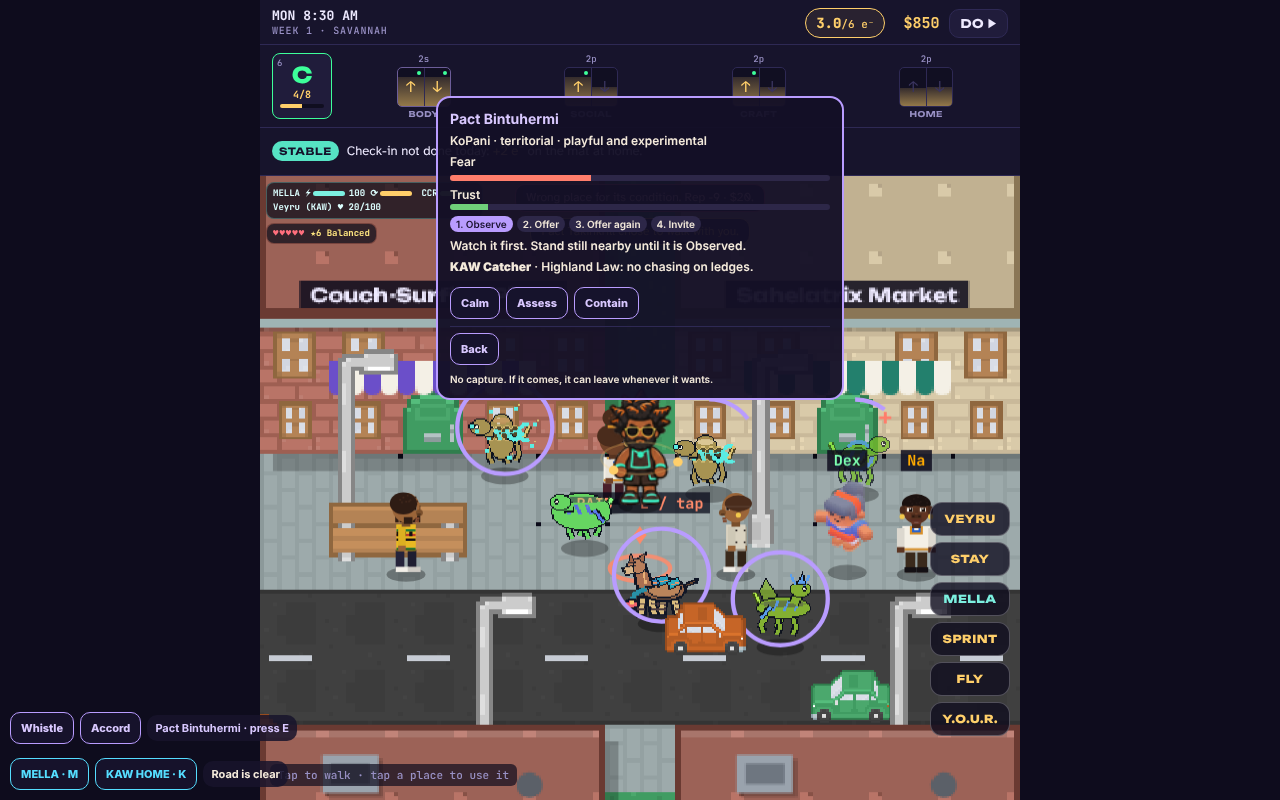 MON 8:30 AM
WEEK 1 · SAVANNAH
3.0/6 e⁻
$850
DO ▶
6
C
4/8
2s
2p
2p
2p
BODY
HOME
STABLE
Check-in not do
Pact Bintuhermi
KoPani · territorial · playful and experimental
Fear
Trust
1. Observe
2. Offer
3. Offer again
4. Invite
Watch it first. Stand still nearby until it is Observed.
KAW Catcher · Highland Law: no chasing on ledges.
Calm
Assess
Contain
Back
No capture. If it comes, it can leave whenever it wants.
MELLA ⚡ 100 ⟳ CCR
Veyru (KAW) ♥ 20/100
♥♥♥♥♥ ★6 Balanced
Couch-Surf
Sahelatrix Market
Dex
Na
/ tap
VEYRU
STAY
MELLA
SPRINT
FLY
Y.O.U.R.
Whistle
Accord
Pact Bintuhermi · press E
MELLA · M
KAW HOME · K
Road is clear
ap to walk · tap a place to use it